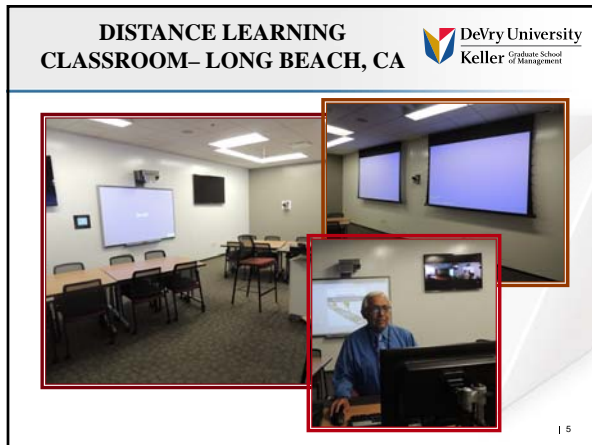 DISTANCE LEARNING
CLASSROOM– LONG BEACH, CA
DeVry University
Keller Graduate School
of Management
| 5